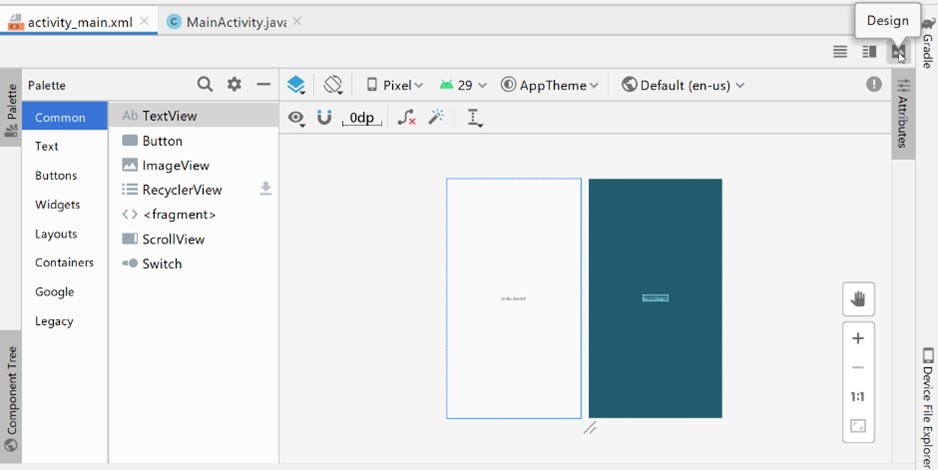 activity_main.xml
MainActivity.java
Design
Gradle
Palette
Palette
Pixel
29
AppTheme
Default (en-us)
Attributes
Common
Text
Buttons
Widgets
Layouts
Containers
Google
Legacy
Ab TextView
Button
ImageView
RecyclerView
<fragment>
ScrollView
Switch
0dp
Hello World!
1:1
Component Tree
Device File Explorer